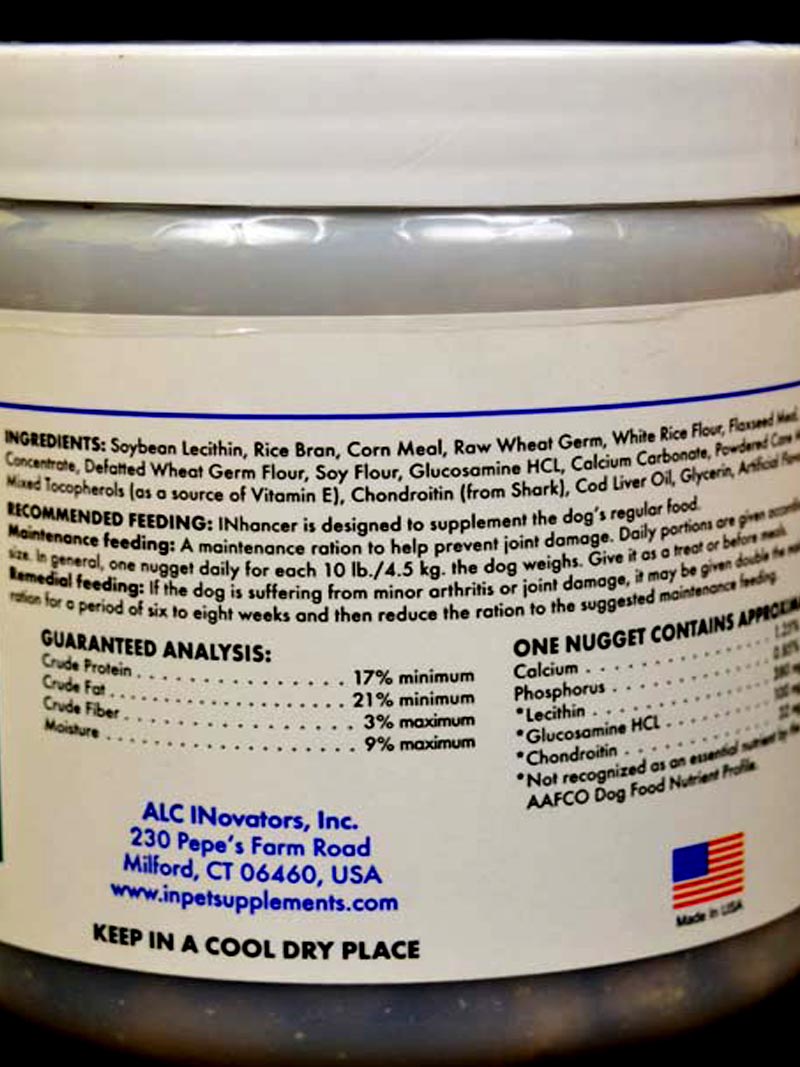 INGREDIENTS: Soybean Lecithin, Rice Bran, Corn Meal, Raw Wheat Germ, White Rice Flour, Flaxseed Meal,
Concentrate, Defatted Wheat Germ Flour, Soy Flour, Glucosamine HCL, Calcium Carbonate, Powdered Cane
Mixed Tocopherols (as a source of Vitamin E), Chondroitin (from Shark), Cod Liver Oil, Glycerin, Artificial
RECOMMENDED FEEDING: INhancer is designed to supplement the dog's regular food.
Maintenance feeding: A maintenance ration to help prevent joint damage. Daily portions are given
size. In general, one nugget daily for each 10 lb./4.5 kg. the dog weighs. Give it as a treat or before meals.
Remedial feeding: If the dog is suffering from minor arthritis or joint damage, it may be given double the
ration for a period of six to eight weeks and then reduce the ration to the suggested maintenance feeding.
GUARANTEED ANALYSIS:
Crude Protein . . . . . . . . . . . . . . . . 17% minimum
Crude Fat . . . . . . . . . . . . . . . . . . 21% minimum
Crude Fiber . . . . . . . . . . . . . . . . . 3% maximum
Moisture . . . . . . . . . . . . . . . . . . . 9% maximum
ONE NUGGET CONTAINS
Calcium . . . . . . . . . . . . .
Phosphorus . . . . . . . . . .
*Lecithin . . . . . . . . . . . .
*Glucosamine HCL . . . . . . .
*Chondroitin . . . . . . . . . .
*Not recognized as an essential nutrient by the
AAFCO Dog Food Nutrient Profile.
ALC INovators, Inc.
230 Pepe's Farm Road
Milford, CT 06460, USA
www.inpetsupplements.com
KEEP IN A COOL DRY PLACE
Made in USA